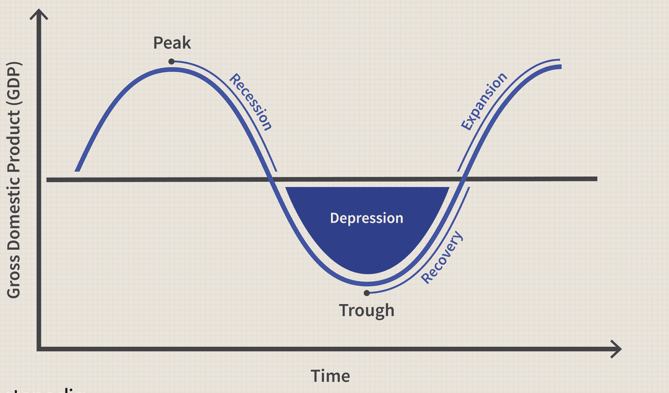 Peak
Recession
Expansion
Gross Domestic Product (GDP)
Depression
Recovery
Trough
Time